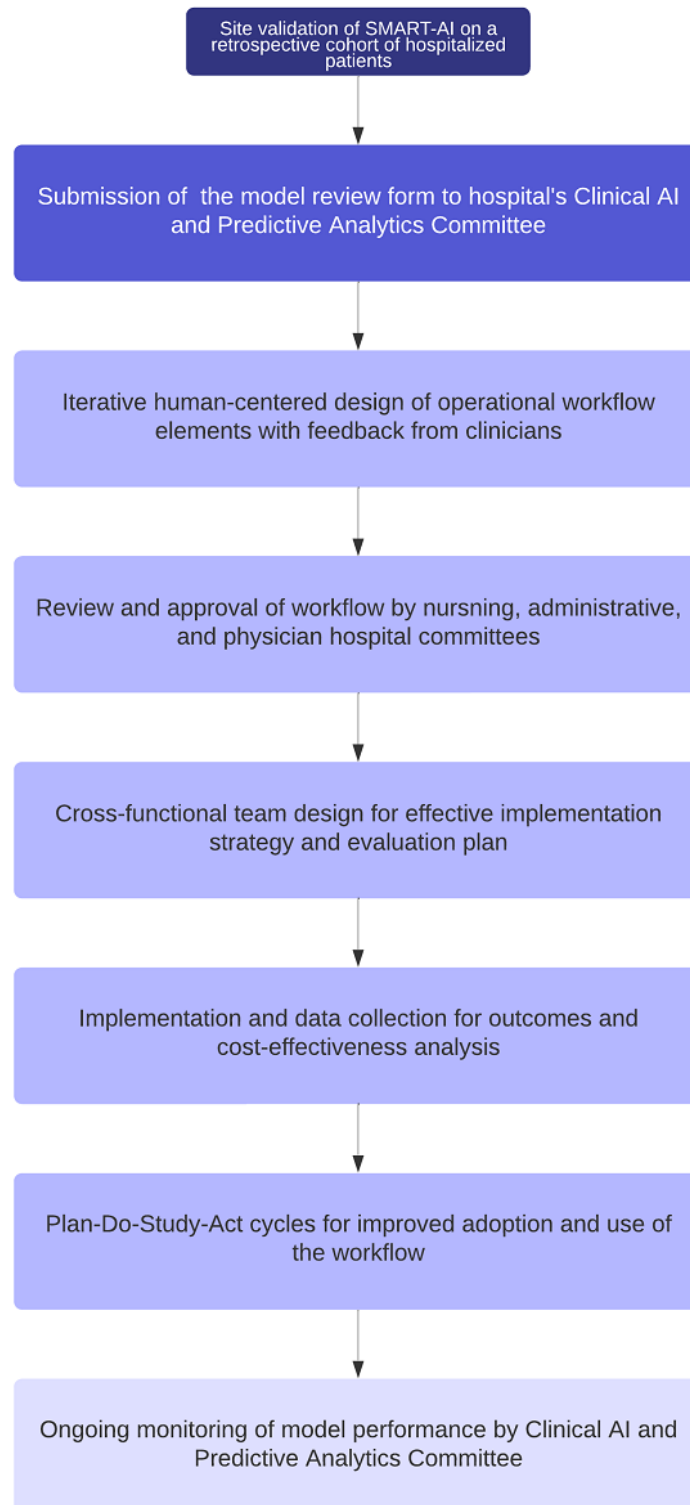 Site validation of SMART-AI on a
retrospective cohort of hospitalized
patients
Submission of  the model review form to hospital's Clinical AI
and Predictive Analytics Committee
Iterative human-centered design of operational workflow
elements with feedback from clinicians
Review and approval of workflow by nursning, administrative,
and physician hospital committees
Cross-functional team design for effective implementation
strategy and evaluation plan
Implementation and data collection for outcomes and
cost-effectiveness analysis
Plan-Do-Study-Act cycles for improved adoption and use of
the workflow
Ongoing monitoring of model performance by Clinical AI and
Predictive Analytics Committee